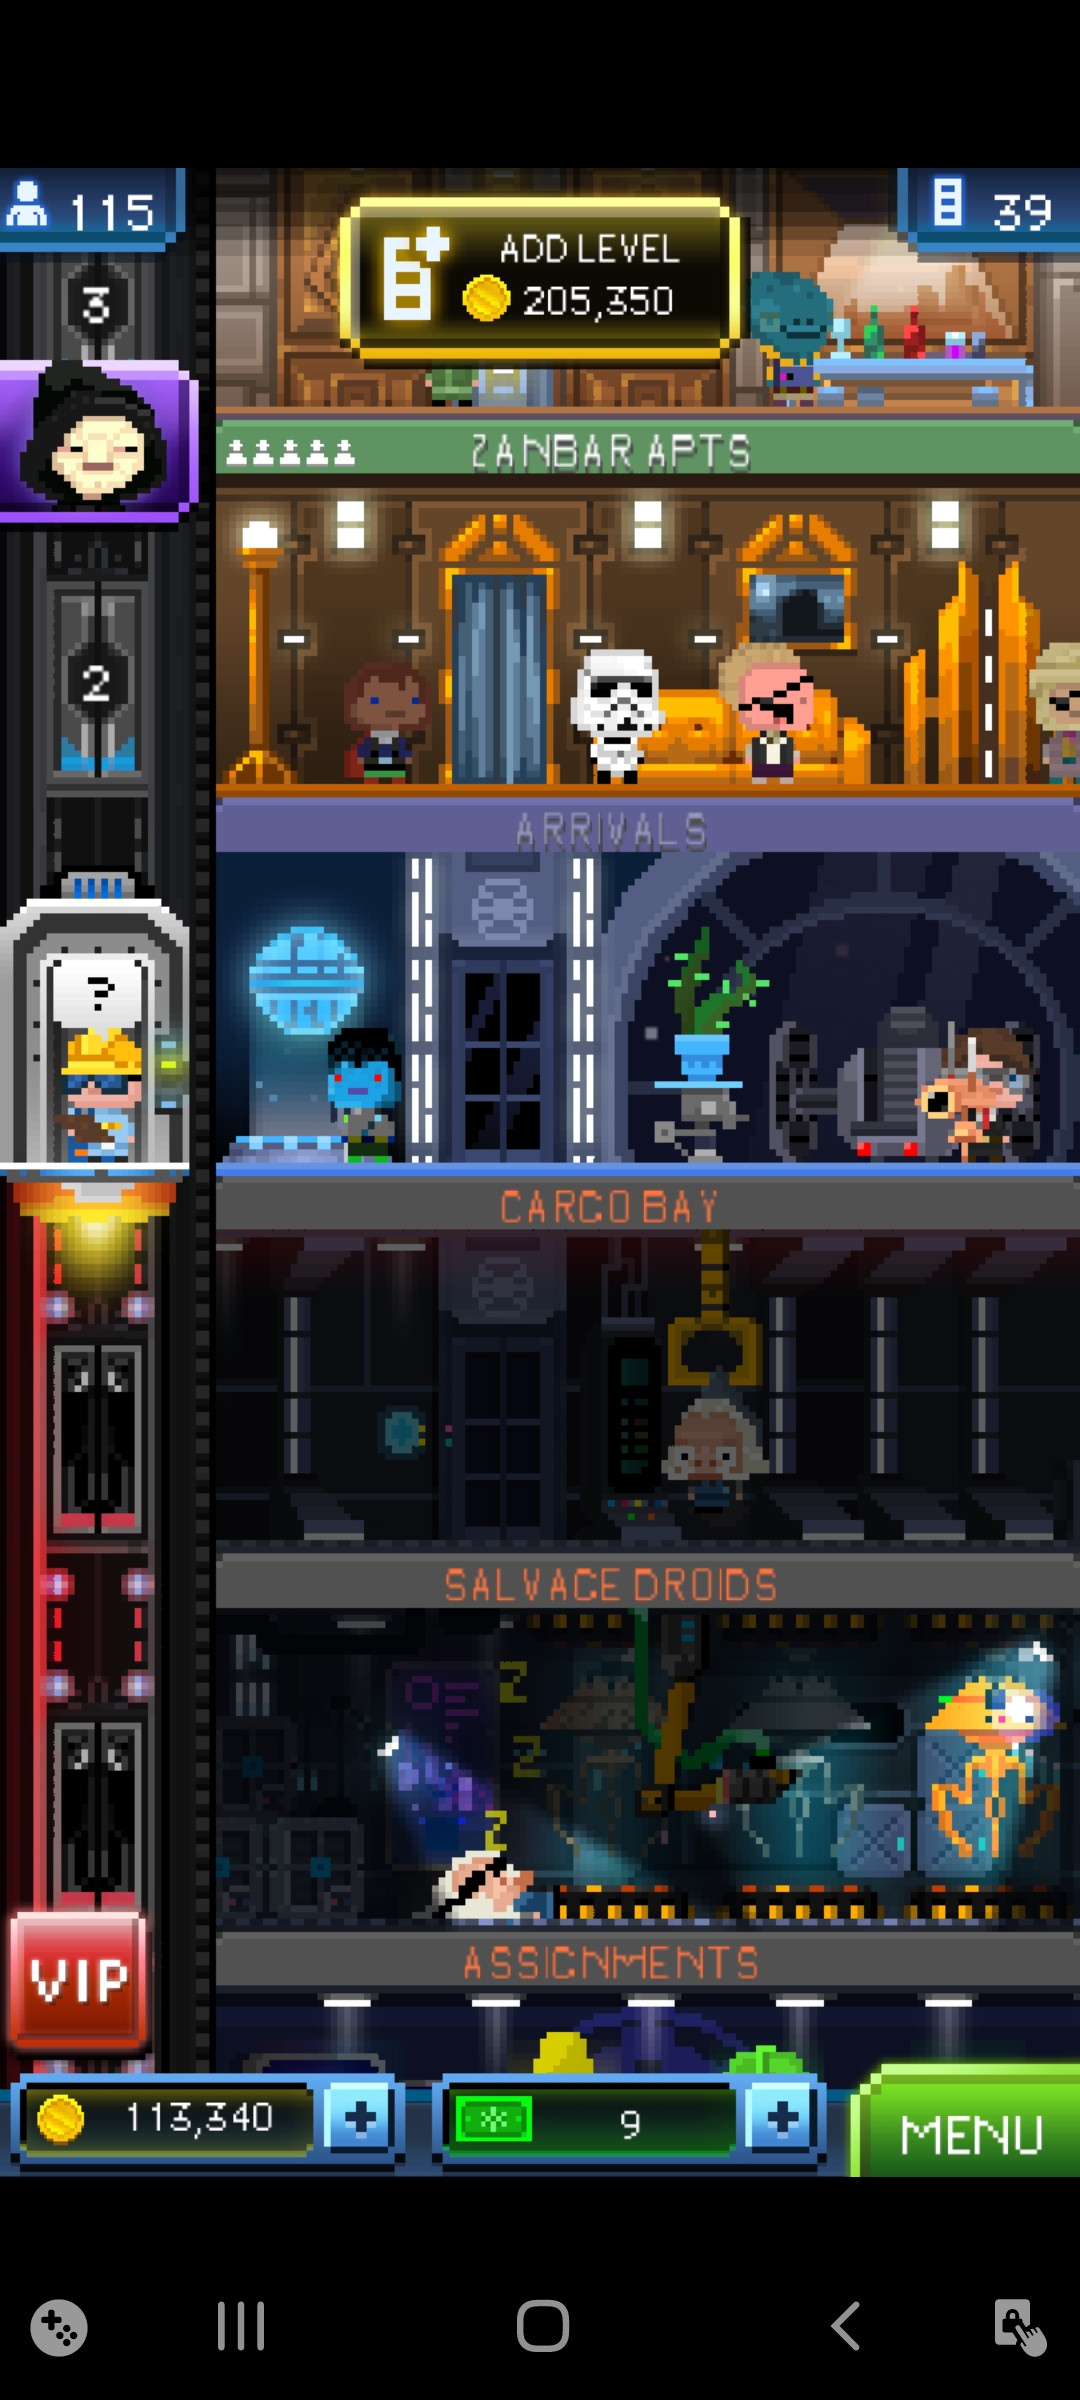 115
ADD LEVEL
205,350
39
3
ZANBAR APTS
2
ARRIVALS
?
CARGO BAY
SALVAGE DROIDS
Z
Z
Z
ASSIGNMENTS
VIP
113,340
9
MENU